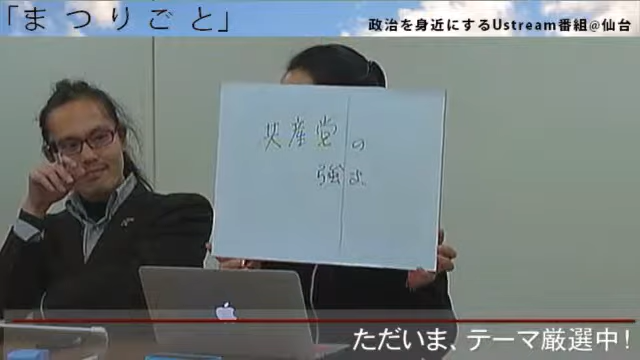 「まつりごと」
政治を身近にするUstream番組@仙台
共産党の
強さ
ただいま、テーマ厳選中!